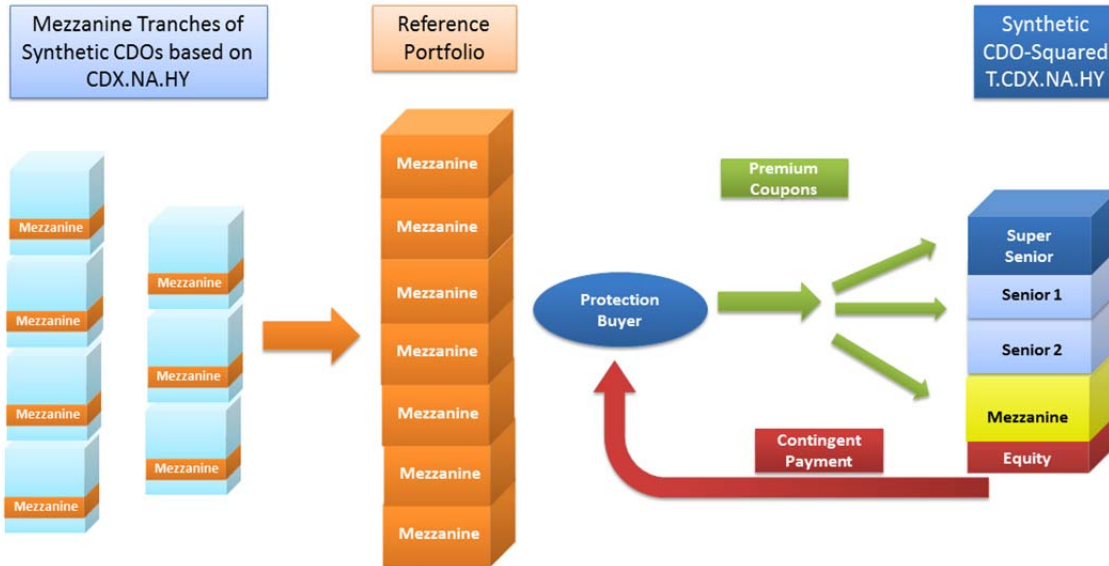 Mezzanine Tranches of
Synthetic CDOs based on
CDX.NA.HY
Reference
Portfolio
Synthetic
CDO-Squared
T.CDX.NA.HY
Mezzanine
Mezzanine
Mezzanine
Mezzanine
Mezzanine
Mezzanine
Mezzanine
Mezzanine
Mezzanine
Mezzanine
Mezzanine
Mezzanine
Mezzanine
Mezzanine
Protection
Buyer
Premium
Coupons
Contingent
Payment
Super
Senior
Senior 1
Senior 2
Mezzanine
Equity